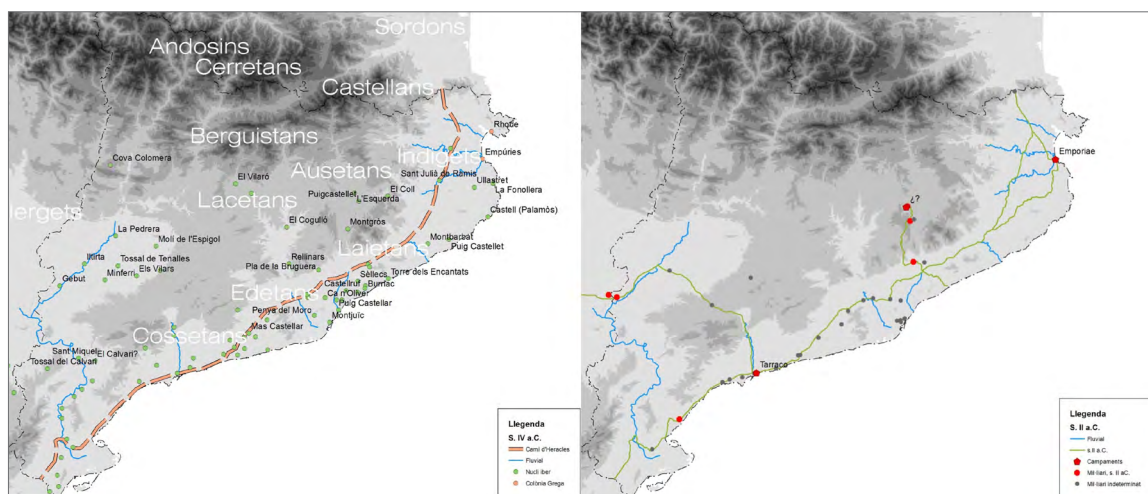 Sordons
Andosins
Cerretans
Castellans
Rhode
Berguistans
Empúries
Indigets
Cova Colomera
Ausetans
Sant Julià de Ramis
Ullastret
El Vilaró
El Coll
La Fonollera
Puigcastellet
L'Esquerda
Lacetans
Ilergets
Castell (Palamós)
El Cogulló
Montgròs
La Pedrera
Molí de l'Espígol
Montbarbat
Laietans
Puig Castellet
Iltirta
Tossal de Tenalles
Rellinars
Pla de la Bruguera
Els Vilars
Minferri
Sèllecs
Torre dels Encantats
Gebut
Castellruf
Burriac
Edetans
Ca n'Oliver
Puig Castellar
Penya del Moro
Montjuïc
Cossetans
Mas Castellar
Sant Miquel
El Calvari?
Tossal del Calvari
Llegenda
S. IV a.C.
Camí d'Heracles
Fluvial
Nucli iber
Colònia Grega
Emporiae
¿?
Tarraco
Llegenda
S. II a.C.
Fluvial
s.II a.C.
Campaments
Mil·liari, s. II aC.
Mil·liari indeterminat